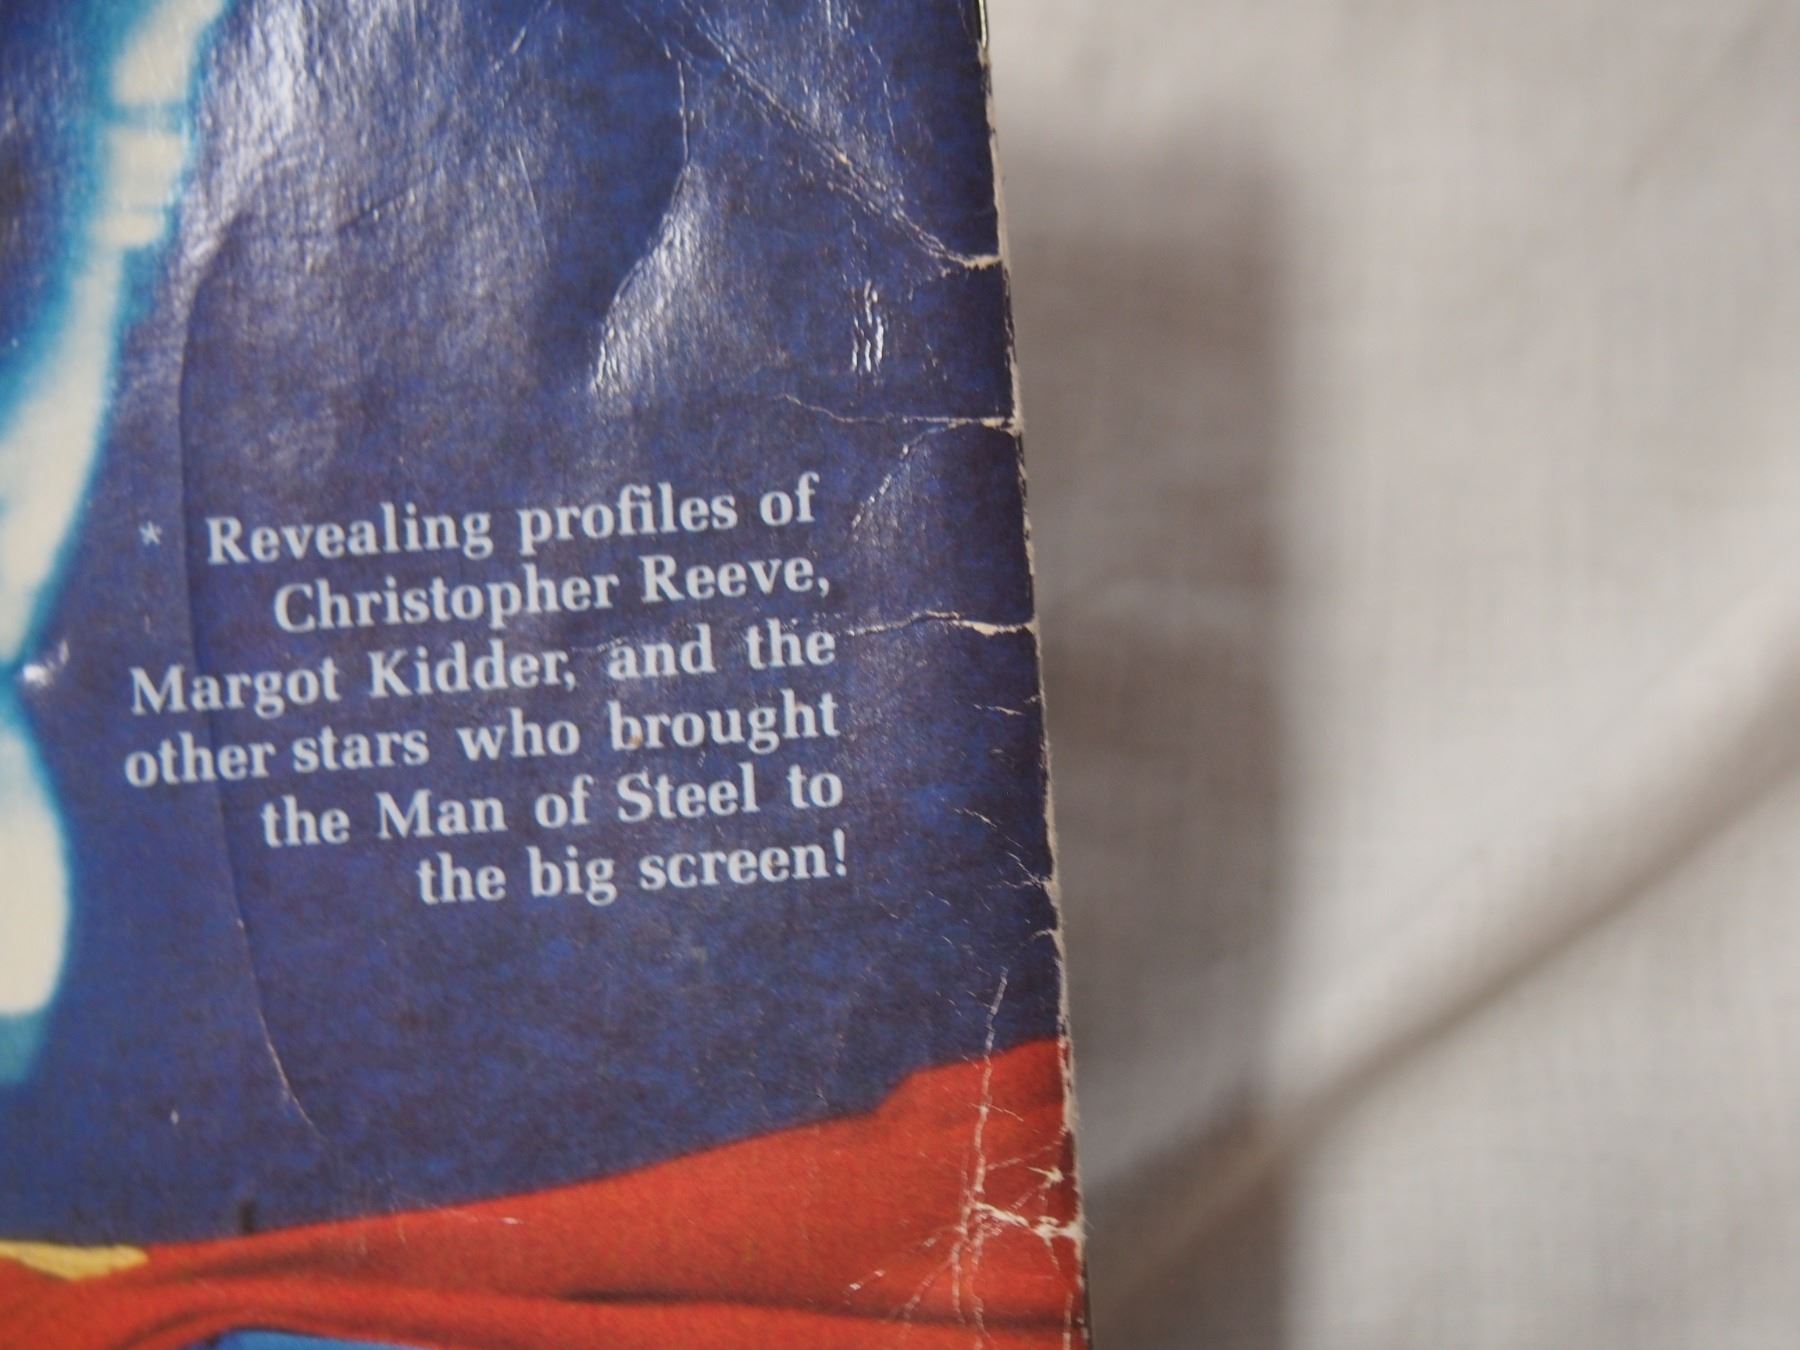 * Revealing profiles of
Christopher Reeve,
Margot Kidder, and the
other stars who brought
the Man of Steel to
the big screen!